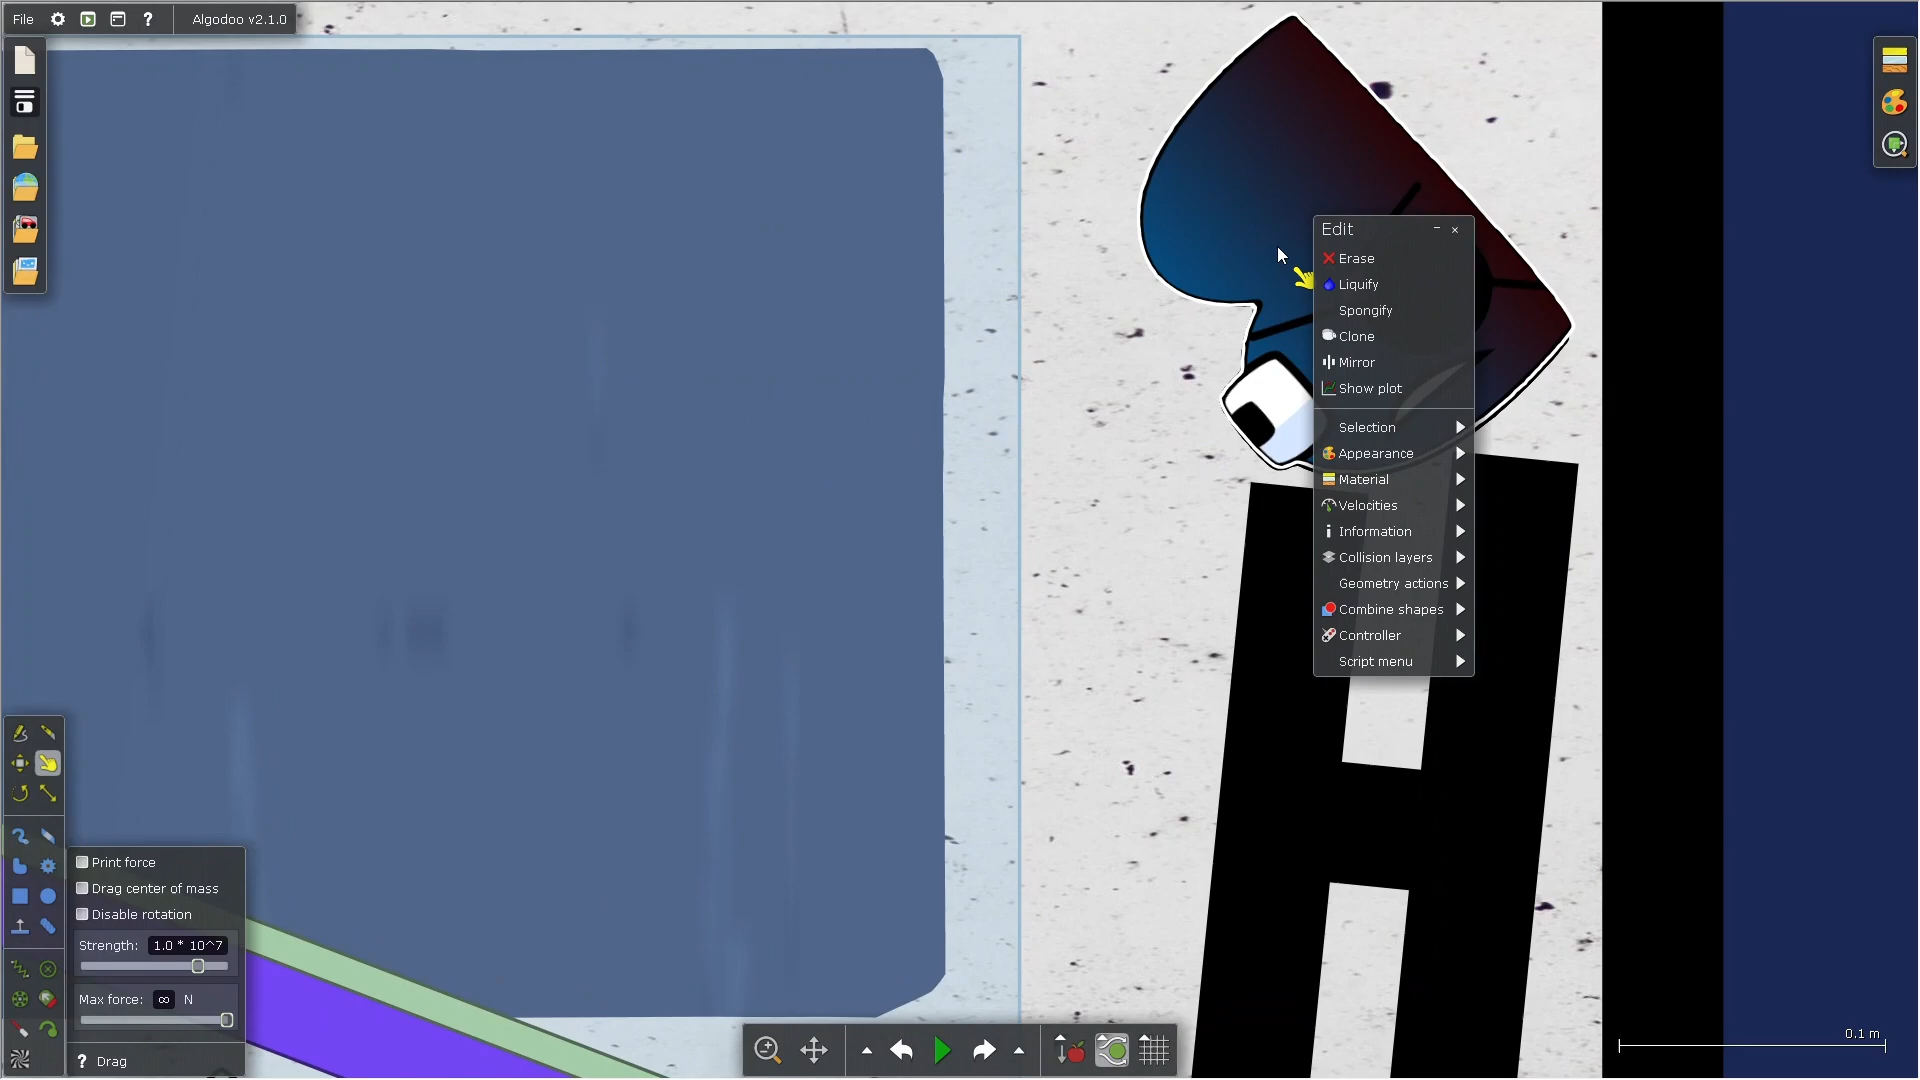 File
?
Algodoo v2.1.0
Edit
Erase
Liquify
Spongify
Clone
Mirror
Show plot
Selection
Appearance
Material
Velocities
Information
Collision layers
Geometry actions
Combine shapes
Controller
Script menu
Print force
Drag center of mass
Disable rotation
Strength: 1.0 * 10^7
Max force: ∞ N
? Drag
0.1 m